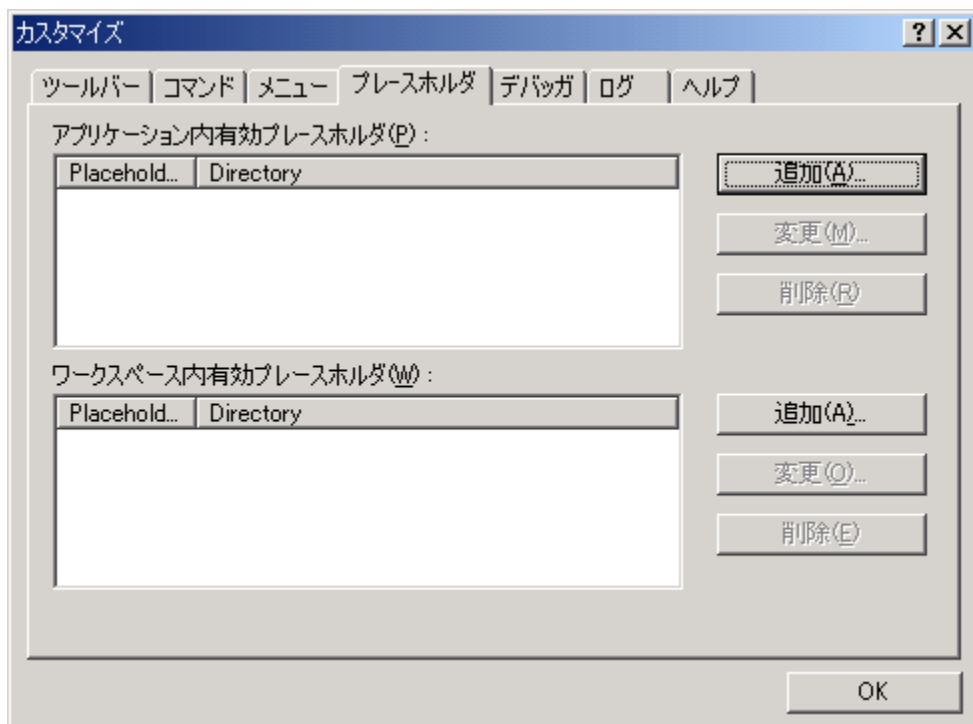 カスタマイズ
ツールバー コマンド メニュー プレースホルダ デバッガ ログ ヘルプ
アプリケーション内有効プレースホルダ(P) :
Placehold... Directory
追加(A)...
変更(M)...
削除(R)
ワークスペース内有効プレースホルダ(W) :
Placehold... Directory
追加(A)...
変更(O)...
削除(E)
OK